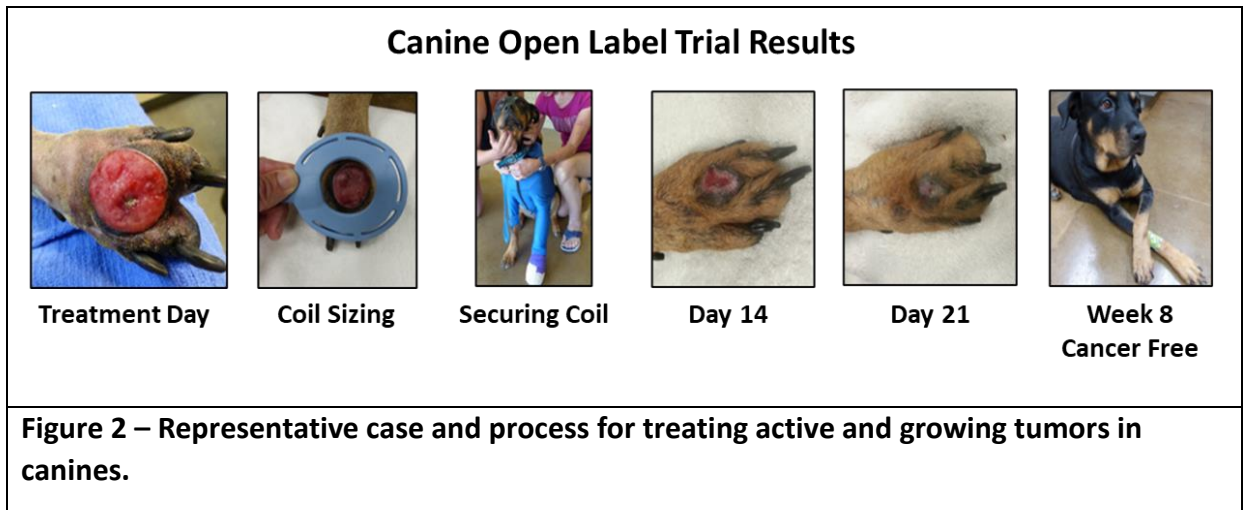 Canine Open Label Trial Results
Treatment Day
Coil Sizing
Securing Coil
Day 14
Day 21
Week 8
Cancer Free
Figure 2 – Representative case and process for treating active and growing tumors in
canines.